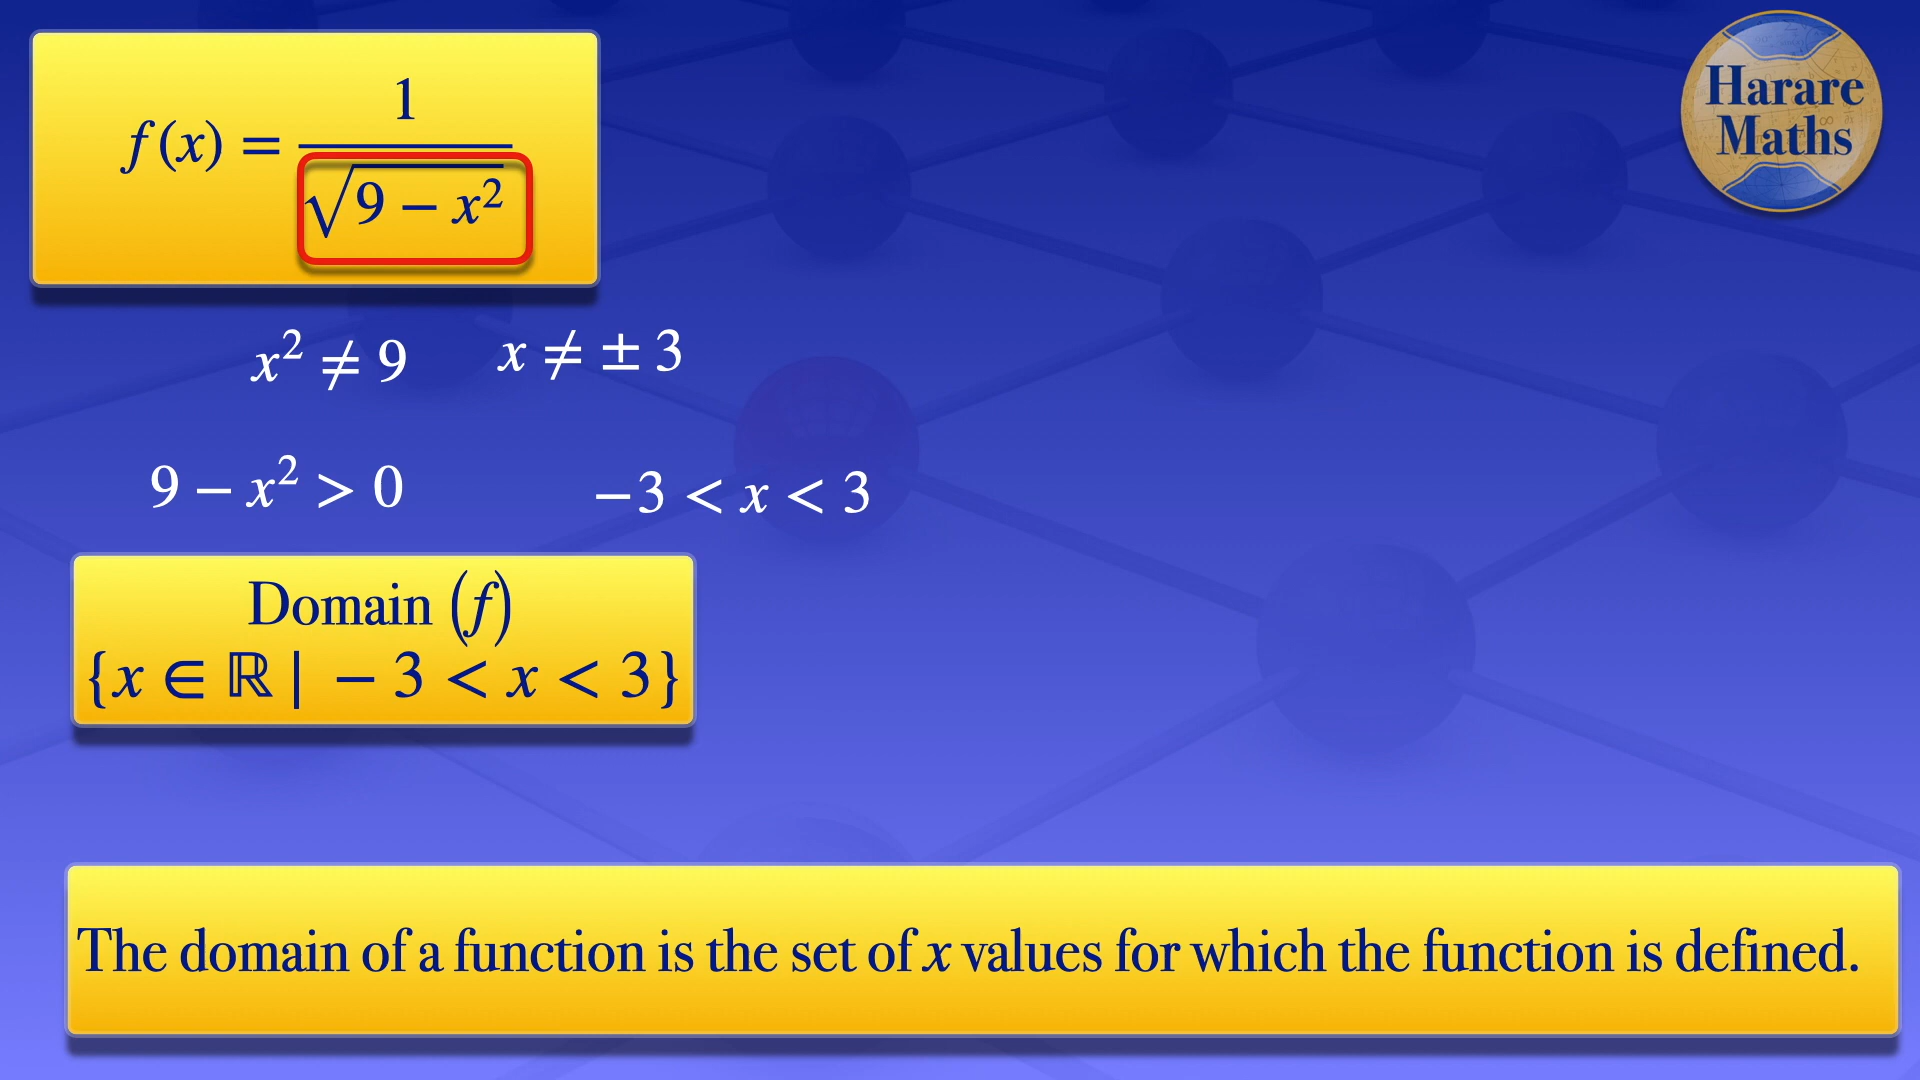 f(x) = 1 / √(9 − x²)
Harare
Maths
x² ≠ 9
x ≠ ± 3
9 − x² > 0
−3 < x < 3
Domain (f)
{x ∈ ℝ | − 3 < x < 3}
The domain of a function is the set of x values for which the function is defined.